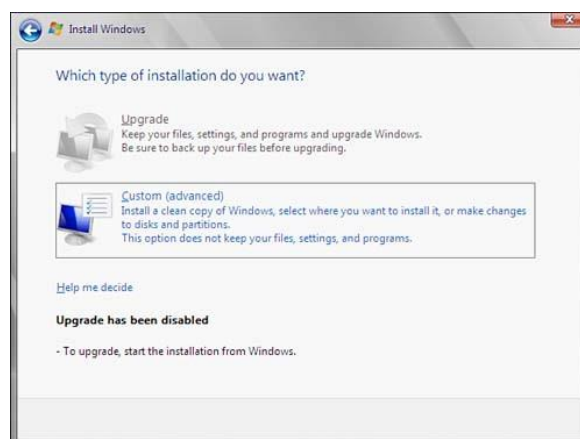 Install Windows
Which type of installation do you want?
Upgrade
Keep your files, settings, and programs and upgrade Windows.
Be sure to back up your files before upgrading.
Custom (advanced)
Install a clean copy of Windows, select where you want to install it, or make changes
to disks and partitions.
This option does not keep your files, settings, and programs.
Help me decide
Upgrade has been disabled
- To upgrade, start the installation from Windows.